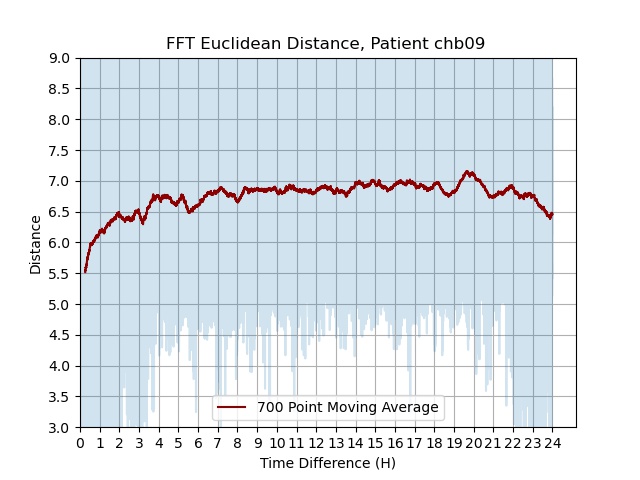 FFT Euclidean Distance, Patient chb09
9.0
8.5
8.0
7.5
7.0
6.5
6.0
5.5
5.0
4.5
4.0
3.5
3.0
Distance
700 Point Moving Average
0 1 2 3 4 5 6 7 8 9 10 11 12 13 14 15 16 17 18 19 20 21 22 23 24
Time Difference (H)